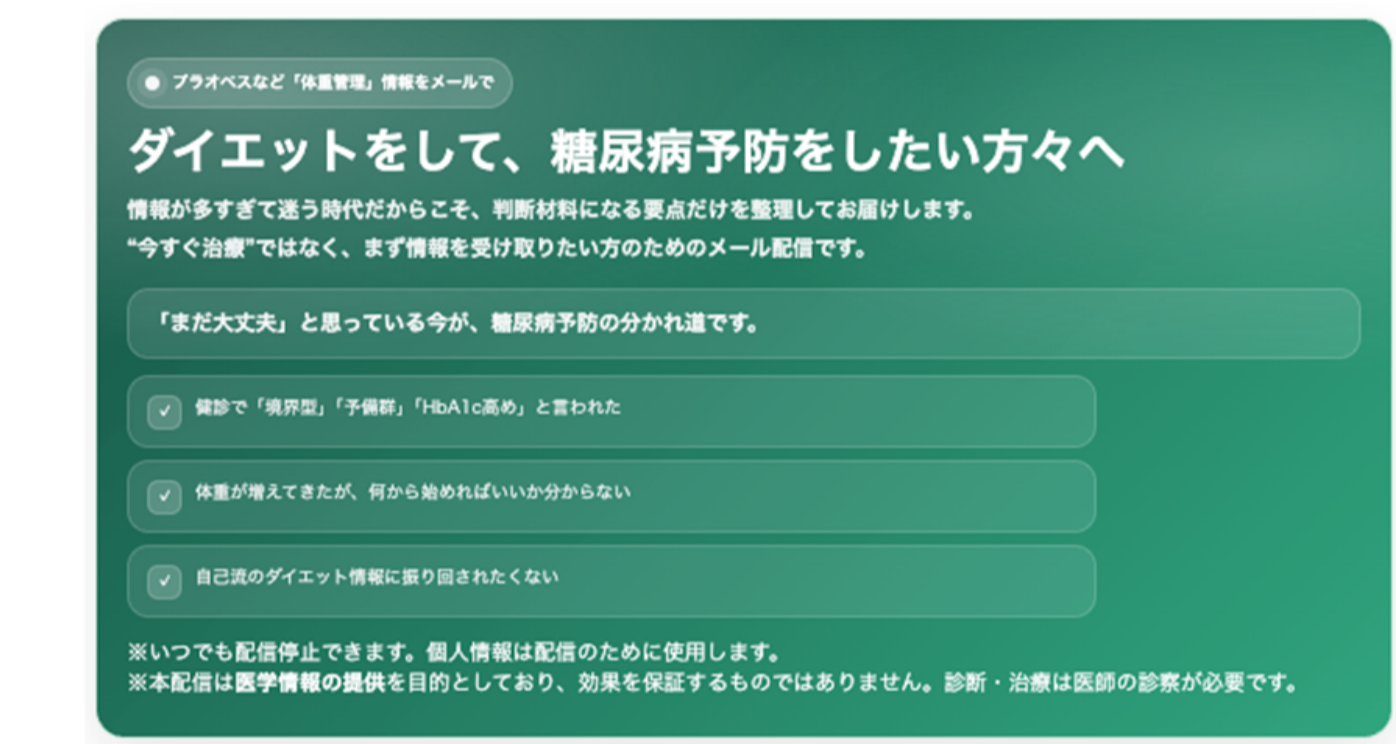 プラオベスなど「体重管理」情報をメールで
ダイエットをして、糖尿病予防をしたい方々へ
情報が多すぎて迷う時代だからこそ、判断材料になる要点だけを整理してお届けします。
“今すぐ治療”ではなく、まず情報を受け取りたい方のためのメール配信です。
「まだ大丈夫」と思っている今が、糖尿病予防の分かれ道です。
✓ 健診で「境界型」「予備群」「HbA1c高め」と言われた
✓ 体重が増えてきたが、何から始めればいいか分からない
✓ 自己流のダイエット情報に振り回されたくない
※いつでも配信停止できます。個人情報は配信のために使用します。
※本配信は医学情報の提供を目的としており、効果を保証するものではありません。診断・治療は医師の診察が必要です。